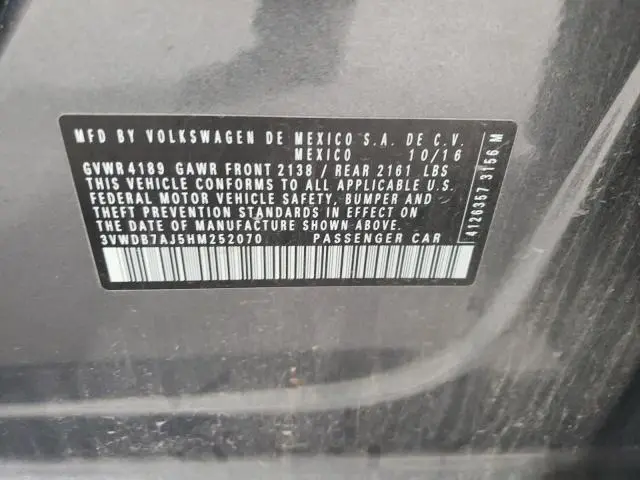 MFD BY VOLKSWAGEN DE MEXICO S.A. DE C.V.
MEXICO 10/16
GVWR 4189 GAWR FRONT 2138 / REAR 2161 LBS
THIS VEHICLE CONFORMS TO ALL APPLICABLE U.S.
FEDERAL MOTOR VEHICLE SAFETY, BUMPER AND
THEFT PREVENTION STANDARDS IN EFFECT ON
THE DATE OF MANUFACTURE SHOWN ABOVE.
3VWDB7AJ5HM252070 PASSENGER CAR
4126357 3156 M